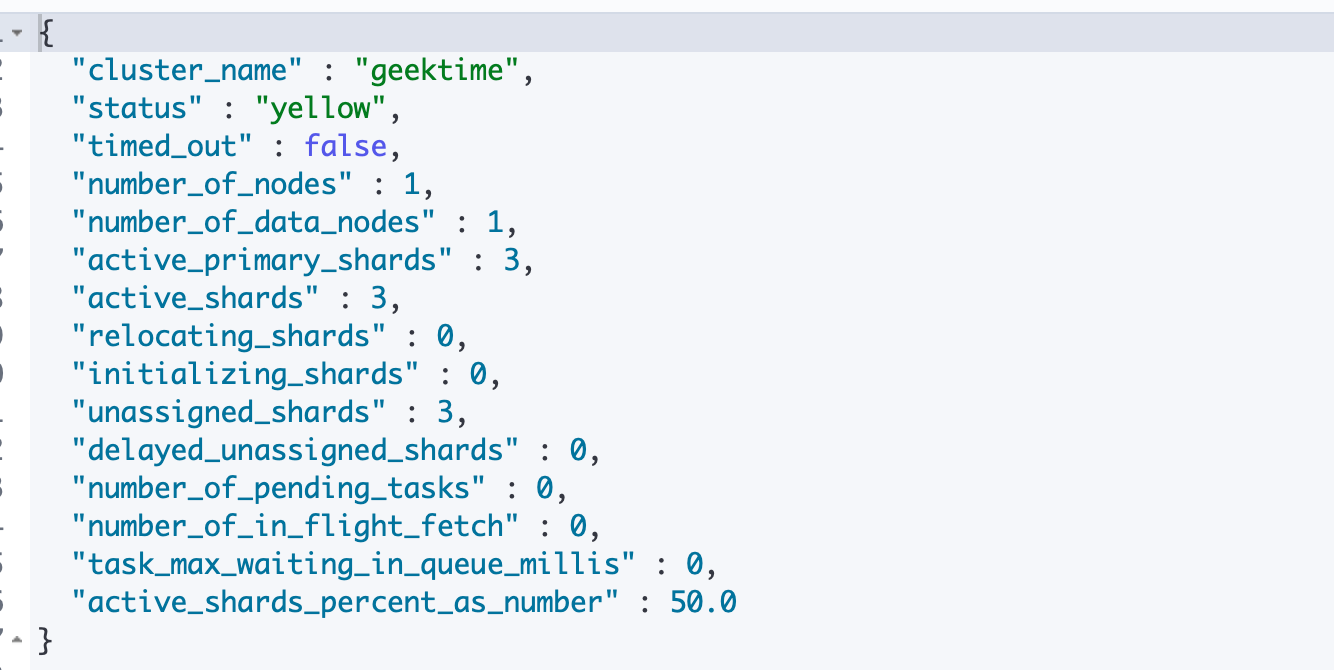 {
"cluster_name" : "geektime",
"status" : "yellow",
"timed_out" : false,
"number_of_nodes" : 1,
"number_of_data_nodes" : 1,
"active_primary_shards" : 3,
"active_shards" : 3,
"relocating_shards" : 0,
"initializing_shards" : 0,
"unassigned_shards" : 3,
"delayed_unassigned_shards" : 0,
"number_of_pending_tasks" : 0,
"number_of_in_flight_fetch" : 0,
"task_max_waiting_in_queue_millis" : 0,
"active_shards_percent_as_number" : 50.0
}